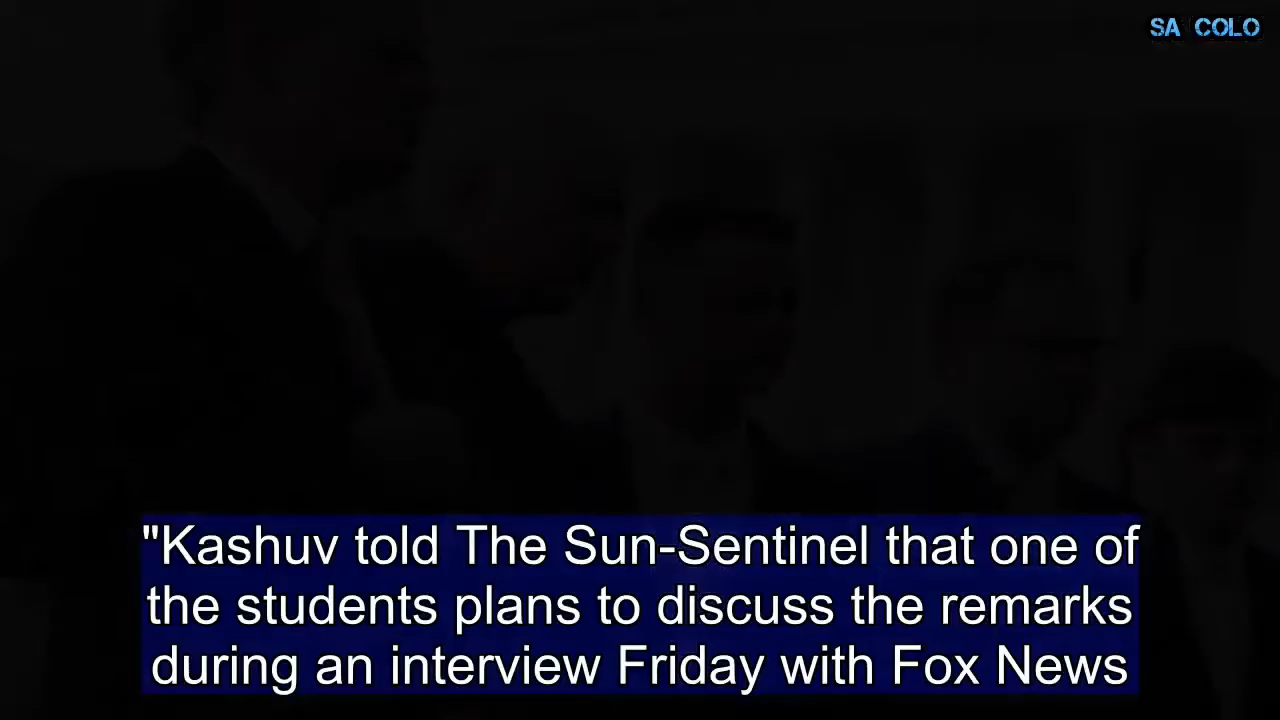 SA COLO
"Kashuv told The Sun-Sentinel that one of
the students plans to discuss the remarks
during an interview Friday with Fox News